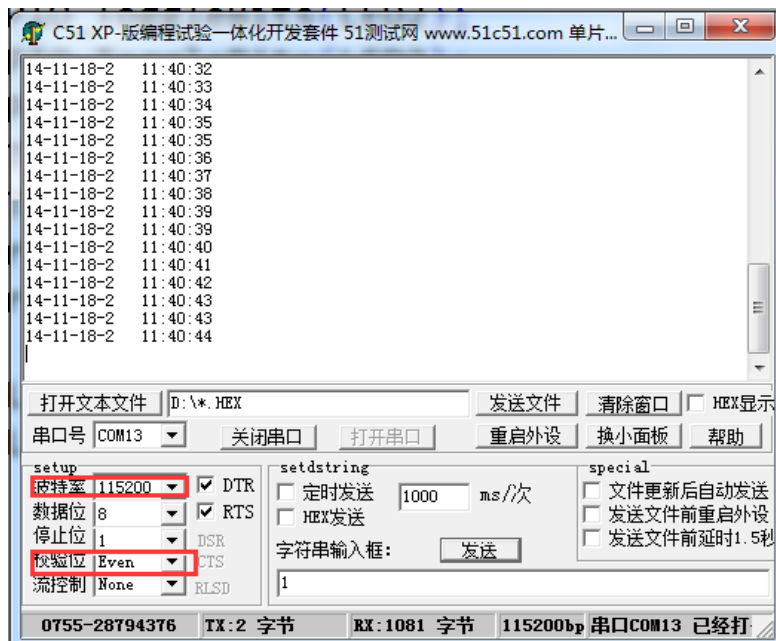 C51 XP-版编程试验一体化开发套件 51测试网 www.51c51.com 单片...
14-11-18-2 11:40:32
14-11-18-2 11:40:33
14-11-18-2 11:40:34
14-11-18-2 11:40:35
14-11-18-2 11:40:35
14-11-18-2 11:40:36
14-11-18-2 11:40:37
14-11-18-2 11:40:38
14-11-18-2 11:40:39
14-11-18-2 11:40:39
14-11-18-2 11:40:40
14-11-18-2 11:40:41
14-11-18-2 11:40:42
14-11-18-2 11:40:43
14-11-18-2 11:40:43
14-11-18-2 11:40:44
打开文本文件 D:\*.HEX 发送文件 清除窗口 HEX显示
串口号 COM13 关闭串口 打开串口 重启外设 换小面板 帮助
setup setdstring special
波特率 115200 DTR 定时发送 1000 ms/次 文件更新后自动发送
数据位 8 RTS HEX发送 发送文件前重启外设
停止位 1 DSR 字符串输入框: 发送 发送文件前延时1.5秒
校验位 Even CTS
流控制 None RLSD 1
0755-28794376 TX:2 字节 RX:1081 字节 115200bp 串口COM13 已经打